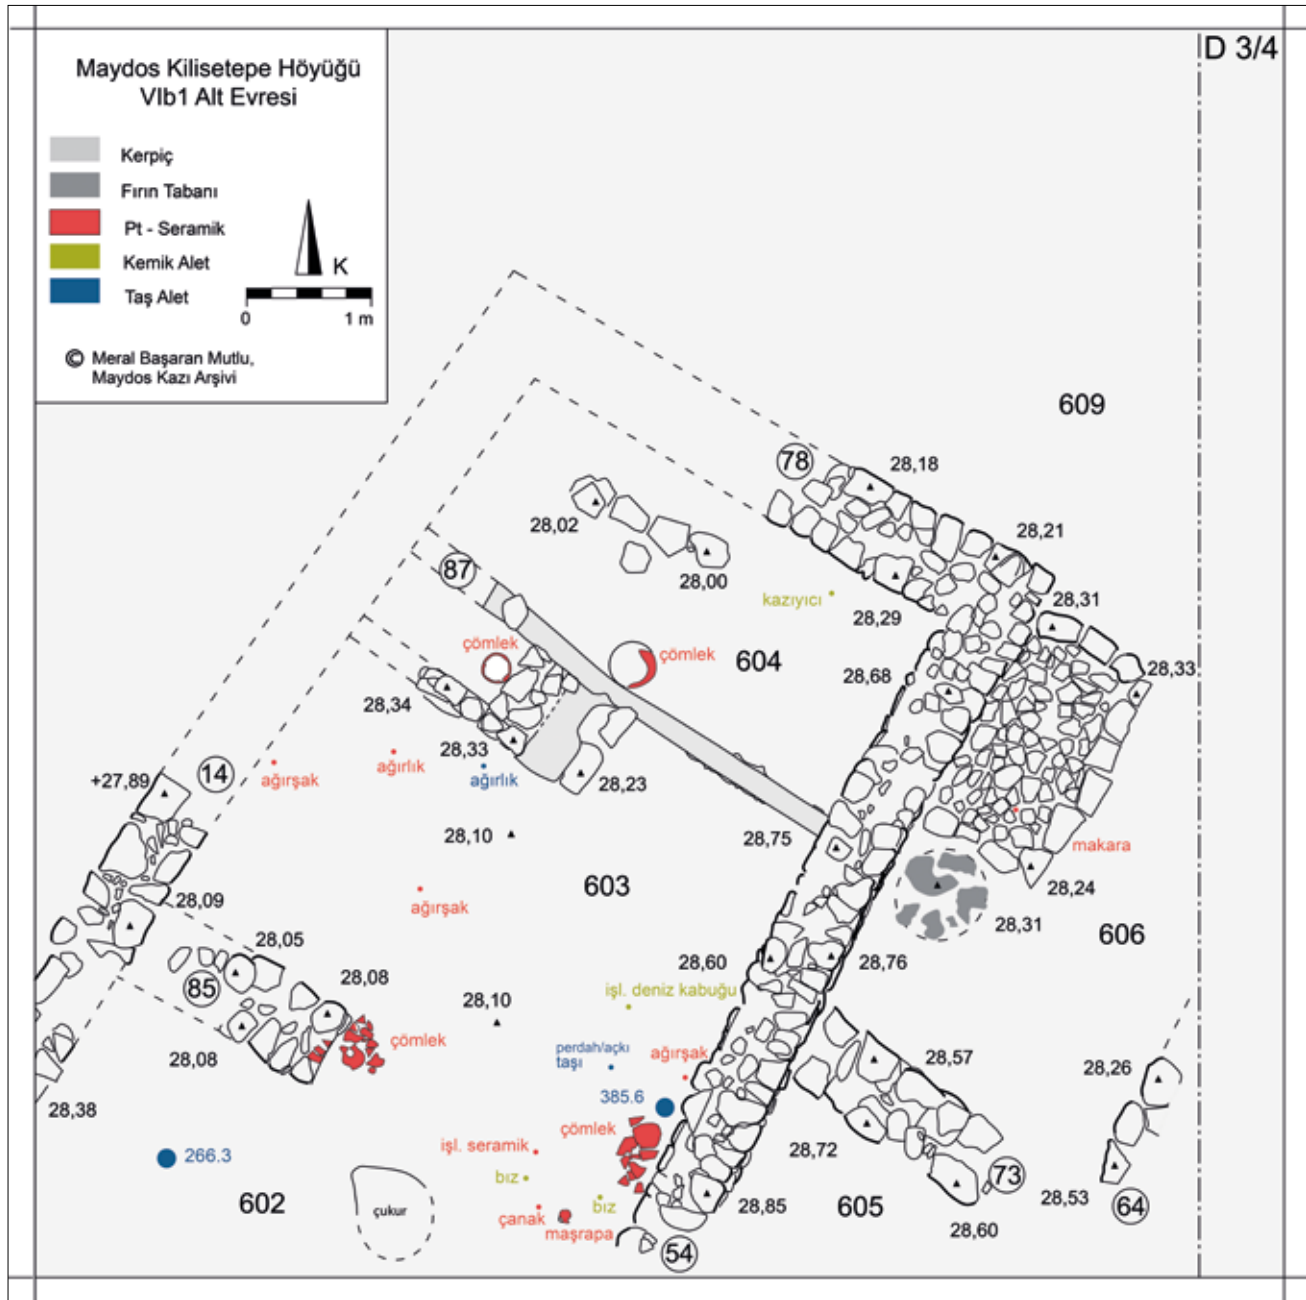 Maydos Kilisetepe Höyüğü
VIb1 Alt Evresi
Kerpiç
Fırın Tabanı
Pt - Seramik
Kemik Alet
Taş Alet
K
0 1 m
© Meral Başaran Mutlu,
Maydos Kazı Arşivi
D 3/4
609
78
28,18
28,21
28,02
28,00
87
kazıyıcı
28,29
28,31
çömlek
çömlek
604
28,68
28,33
28,34
28,33
14
ağırşak
ağırlık
ağırlık
+27,89
28,23
28,10
28,75
makara
28,24
603
ağırşak
28,09
28,31
606
28,05
28,08
28,60
28,76
85
işl. deniz kabuğu
28,10
28,08
çömlek
perdah/açkı
taşı
ağırşak
28,57
28,26
28,38
385.6
çömlek
266.3
işl. seramik
28,72
bız
73
28,53
602
çukur
bız
çanak
maşrapa
28,85
605
28,60
64
54